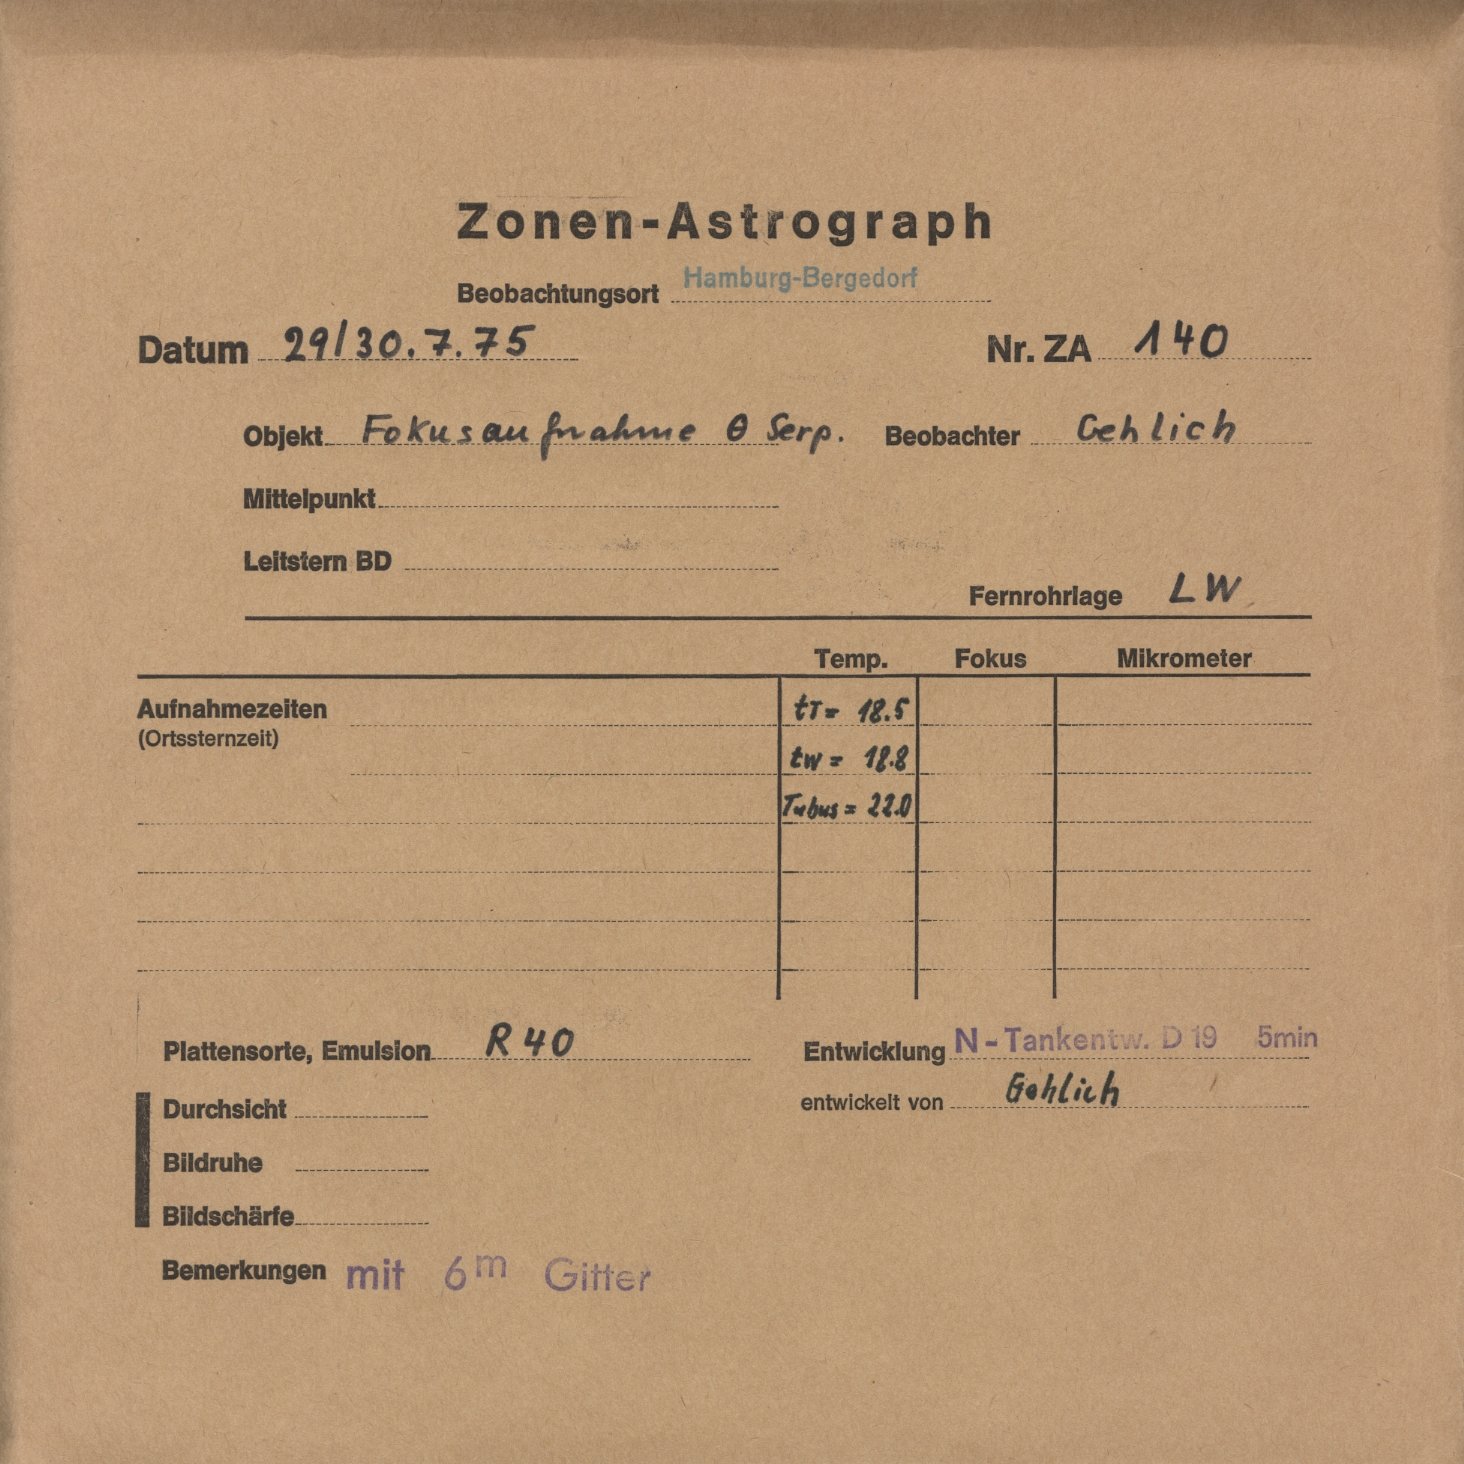 Zonen-Astrograph
Beobachtungsort Hamburg-Bergedorf
Datum 29/30.7.75 Nr. ZA 140
Objekt Fokusaufnahme θ Serp. Beobachter Gehlich
Mittelpunkt
Leitstern BD
Fernrohrlage LW
Temp. Fokus Mikrometer
Aufnahmezeiten tT= 18.5
(Ortssternzeit)
tw = 18.8
Tubus = 22.0
Plattensorte, Emulsion R40 Entwicklung N-Tankentw. D 19 5min
entwickelt von Gehlich
Durchsicht
Bildruhe
Bildschärfe
Bemerkungen mit 6m Gitter